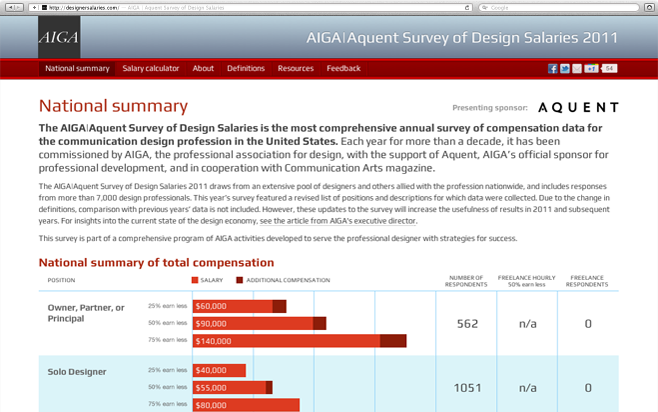 http://designersalaries.com/ — AIGA | Aquent Survey of Design Salaries
Google
AIGA
AIGA|Aquent Survey of Design Salaries 2011
National summary Salary calculator About Definitions Resources Feedback
54
National summary
Presenting sponsor: AQUENT
The AIGA|Aquent Survey of Design Salaries is the most comprehensive annual survey of compensation data for
the communication design profession in the United States. Each year for more than a decade, it has been
commissioned by AIGA, the professional association for design, with the support of Aquent, AIGA's official sponsor for
professional development, and in cooperation with Communication Arts magazine.
The AIGA|Aquent Survey of Design Salaries 2011 draws from an extensive pool of designers and others allied with the profession nationwide, and includes responses
from more than 7,000 design professionals. This year's survey featured a revised list of positions and descriptions for which data were collected. Due to the change in
definitions, comparison with previous years' data is not included. However, these updates to the survey will increase the usefulness of results in 2011 and subsequent
years. For insights into the current state of the design economy, see the article from AIGA's executive director.
This survey is part of a comprehensive program of AIGA activities developed to serve the professional designer with strategies for success.
National summary of total compensation
POSITION
SALARY
ADDITIONAL COMPENSATION
NUMBER OF
RESPONDENTS
FREELANCE HOURLY
50% earn less
FREELANCE
RESPONDENTS
Owner, Partner, or
Principal
25% earn less $60,000
50% earn less $90,000
75% earn less $140,000
562
n/a
0
Solo Designer
25% earn less $40,000
50% earn less $55,000
75% earn less $80,000
1051
n/a
0